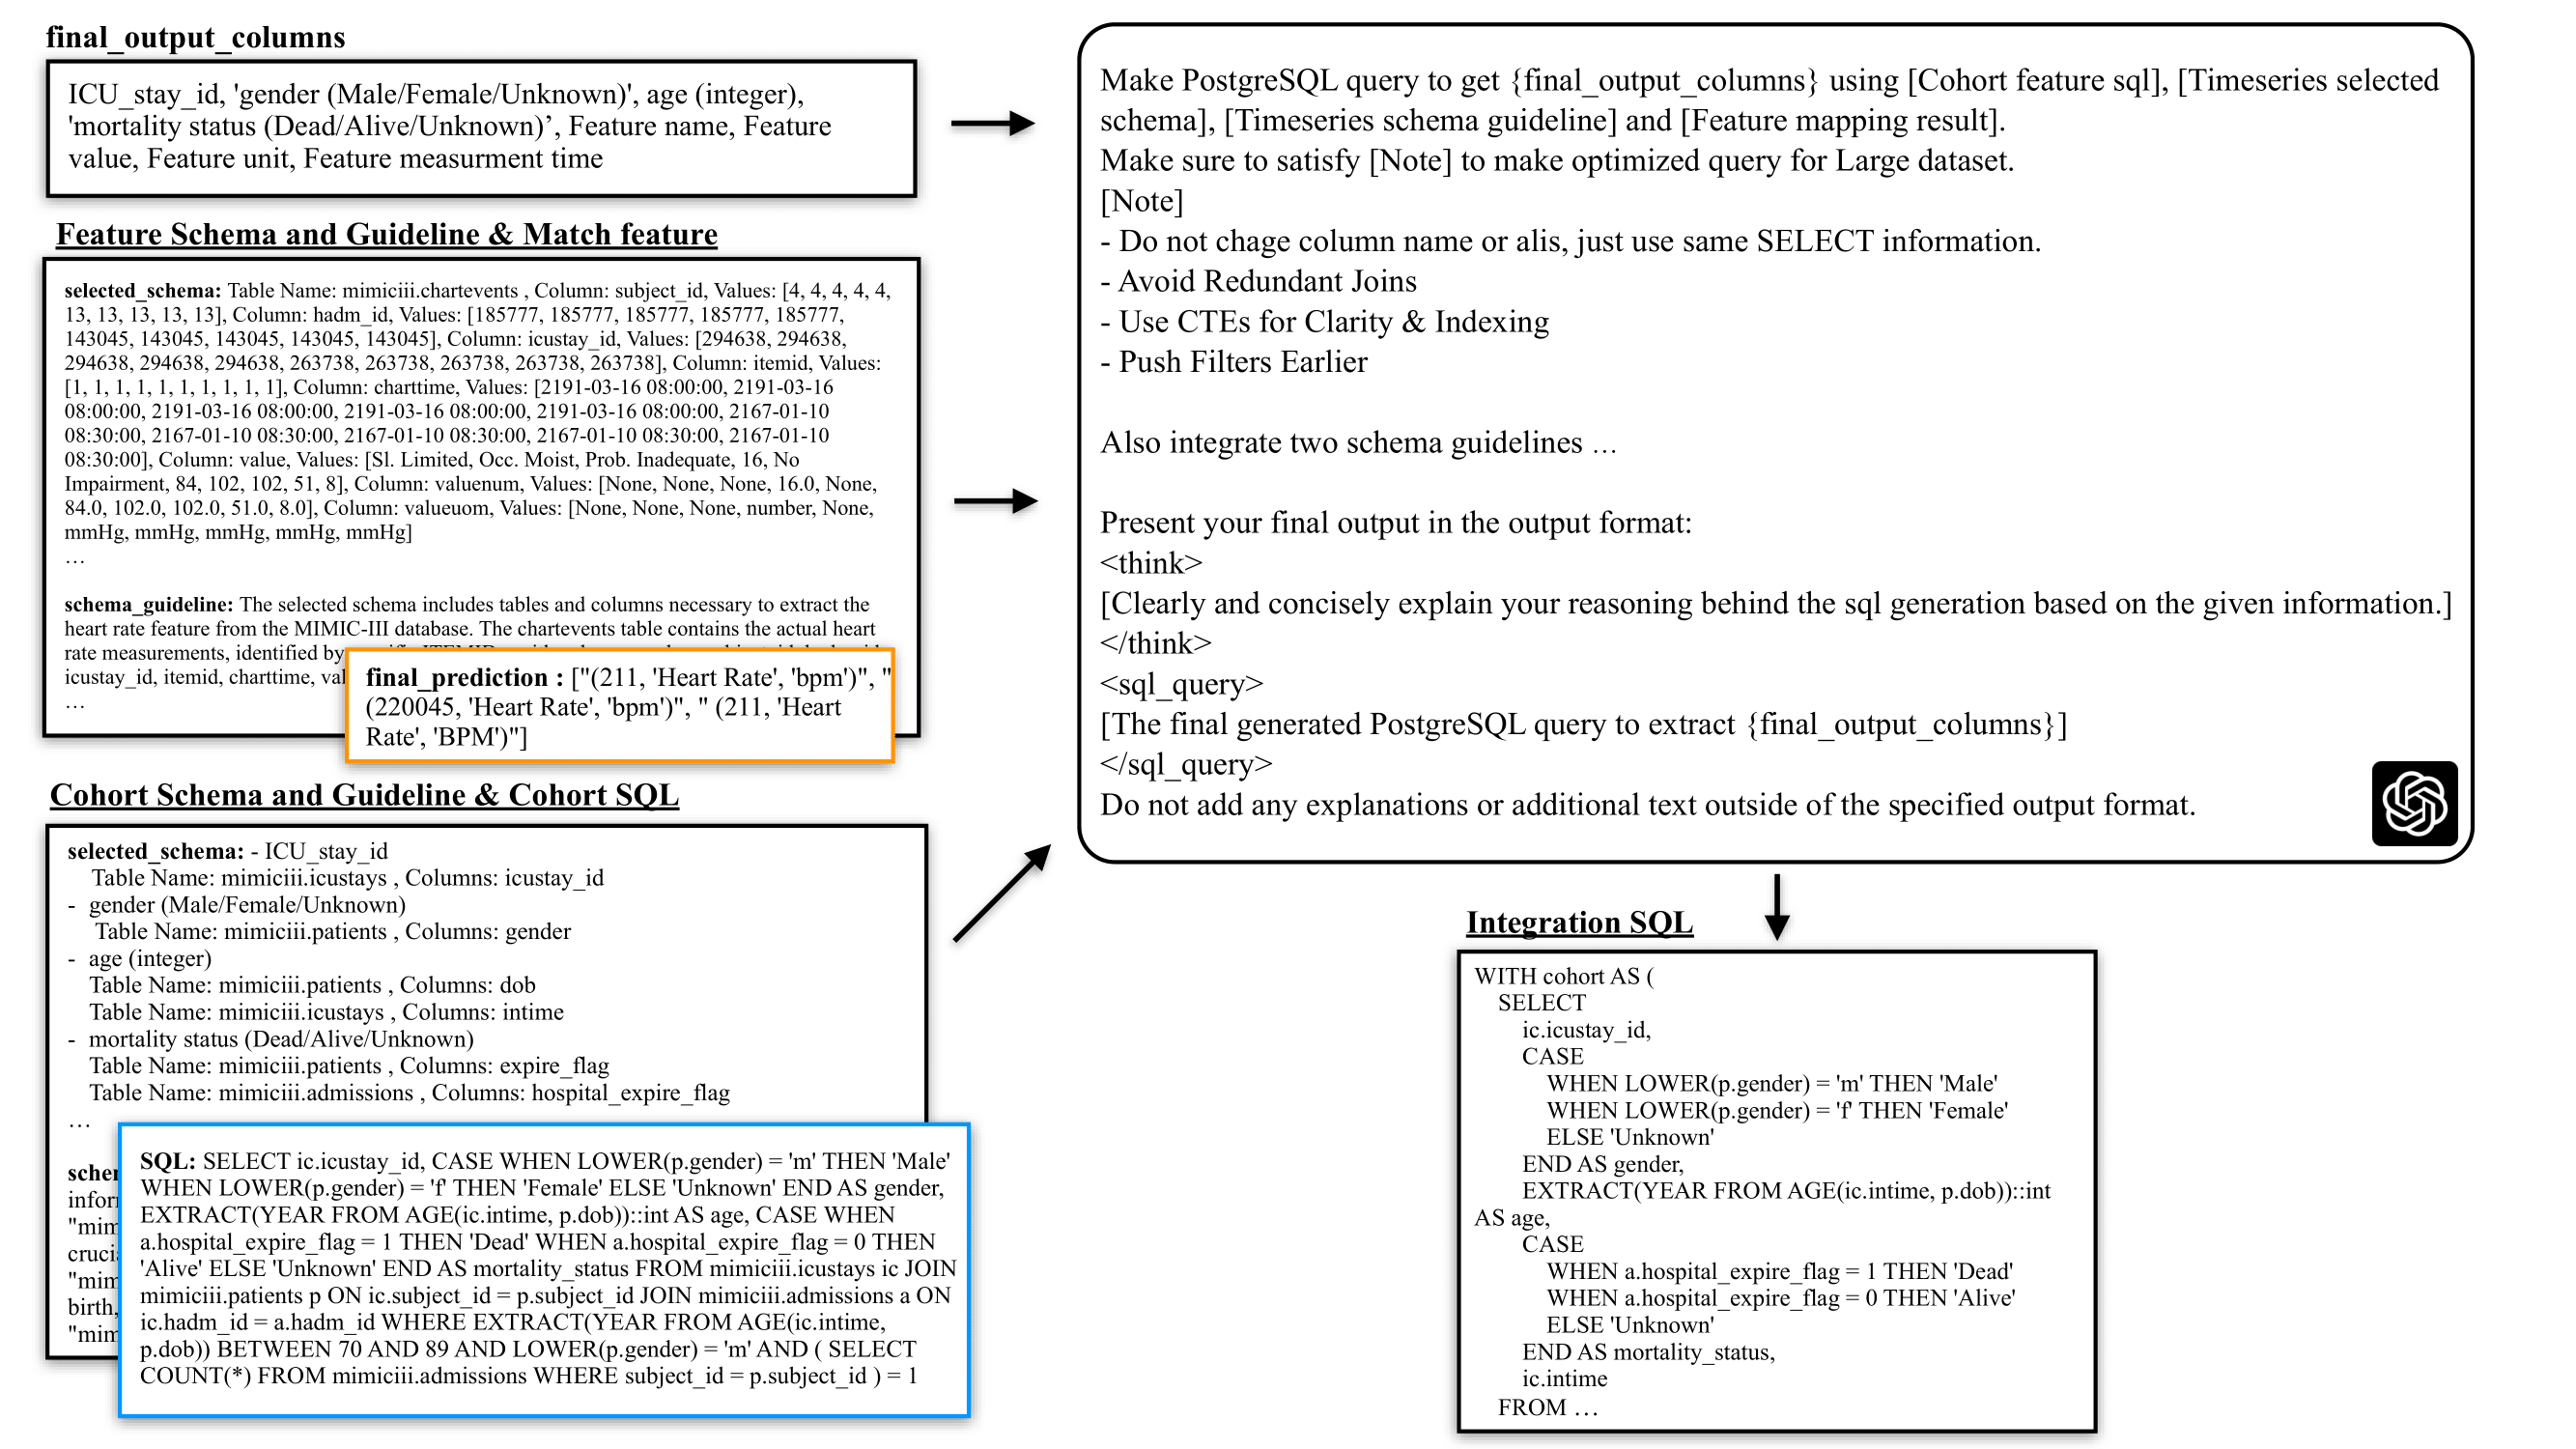 final_output_columns
ICU_stay_id, 'gender (Male/Female/Unknown)', age (integer),
'mortality status (Dead/Alive/Unknown)’, Feature name, Feature
value, Feature unit, Feature measurment time
Feature Schema and Guideline & Match feature
selected_schema: Table Name: mimiciii.chartevents , Column: subject_id, Values: [4, 4, 4, 4, 4,
13, 13, 13, 13, 13], Column: hadm_id, Values: [185777, 185777, 185777, 185777, 185777,
143045, 143045, 143045, 143045, 143045], Column: icustay_id, Values: [294638, 294638,
294638, 294638, 294638, 263738, 263738, 263738, 263738, 263738], Column: itemid, Values:
[1, 1, 1, 1, 1, 1, 1, 1, 1, 1], Column: charttime, Values: [2191-03-16 08:00:00, 2191-03-16
08:00:00, 2191-03-16 08:00:00, 2191-03-16 08:00:00, 2191-03-16 08:00:00, 2167-01-10
08:30:00, 2167-01-10 08:30:00, 2167-01-10 08:30:00, 2167-01-10 08:30:00, 2167-01-10
08:30:00], Column: value, Values: [Sl. Limited, Occ. Moist, Prob. Inadequate, 16, No
Impairment, 84, 102, 102, 51, 8], Column: valuenum, Values: [None, None, None, 16.0, None,
84.0, 102.0, 102.0, 51.0, 8.0], Column: valueuom, Values: [None, None, None, number, None,
mmHg, mmHg, mmHg, mmHg, mmHg]
…
schema_guideline: The selected schema includes tables and columns necessary to extract the
heart rate feature from the MIMIC-III database. The chartevents table contains the actual heart
rate measurements, identified by
icustay_id, itemid, charttime,
…
final_prediction : ["(211, 'Heart Rate', 'bpm')", "
(220045, 'Heart Rate', 'bpm')", " (211, 'Heart
Rate', 'BPM')"]
Cohort Schema and Guideline & Cohort SQL
selected_schema: - ICU_stay_id
Table Name: mimiciii.icustays , Columns: icustay_id
- gender (Male/Female/Unknown)
Table Name: mimiciii.patients , Columns: gender
- age (integer)
Table Name: mimiciii.patients , Columns: dob
Table Name: mimiciii.icustays , Columns: intime
- mortality status (Dead/Alive/Unknown)
Table Name: mimiciii.patients , Columns: expire_flag
Table Name: mimiciii.admissions , Columns: hospital_expire_flag
…
birth,
SQL: SELECT ic.icustay_id, CASE WHEN LOWER(p.gender) = 'm' THEN 'Male'
WHEN LOWER(p.gender) = 'f' THEN 'Female' ELSE 'Unknown' END AS gender,
EXTRACT(YEAR FROM AGE(ic.intime, p.dob))::int AS age, CASE WHEN
a.hospital_expire_flag = 1 THEN 'Dead' WHEN a.hospital_expire_flag = 0 THEN
'Alive' ELSE 'Unknown' END AS mortality_status FROM mimiciii.icustays ic JOIN
mimiciii.patients p ON ic.subject_id = p.subject_id JOIN mimiciii.admissions a ON
ic.hadm_id = a.hadm_id WHERE EXTRACT(YEAR FROM AGE(ic.intime,
p.dob)) BETWEEN 70 AND 89 AND LOWER(p.gender) = 'm' AND ( SELECT
COUNT(*) FROM mimiciii.admissions WHERE subject_id = p.subject_id ) = 1
Make PostgreSQL query to get {final_output_columns} using [Cohort feature sql], [Timeseries selected
schema], [Timeseries schema guideline] and [Feature mapping result].
Make sure to satisfy [Note] to make optimized query for Large dataset.
[Note]
- Do not chage column name or alis, just use same SELECT information.
- Avoid Redundant Joins
- Use CTEs for Clarity & Indexing
- Push Filters Earlier
Also integrate two schema guidelines …
Present your final output in the output format:
<think>
[Clearly and concisely explain your reasoning behind the sql generation based on the given information.]
</think>
<sql_query>
[The final generated PostgreSQL query to extract {final_output_columns}]
</sql_query>
Do not add any explanations or additional text outside of the specified output format.
Integration SQL
WITH cohort AS (
SELECT
ic.icustay_id,
CASE
WHEN LOWER(p.gender) = 'm' THEN 'Male'
WHEN LOWER(p.gender) = 'f' THEN 'Female'
ELSE 'Unknown'
END AS gender,
EXTRACT(YEAR FROM AGE(ic.intime, p.dob))::int
AS age,
CASE
WHEN a.hospital_expire_flag = 1 THEN 'Dead'
WHEN a.hospital_expire_flag = 0 THEN 'Alive'
ELSE 'Unknown'
END AS mortality_status,
ic.intime
FROM …